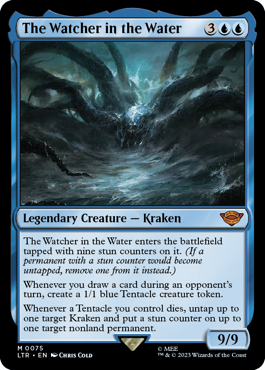 The Watcher in the Water 3
Legendary Creature — Kraken
The Watcher in the Water enters the battlefield
tapped with nine stun counters on it. (If a
permanent with a stun counter would become
untapped, remove one from it instead.)
Whenever you draw a card during an opponent's
turn, create a 1/1 blue Tentacle creature token.
Whenever a Tentacle you control dies, untap up to
one target Kraken and put a stun counter on up to
one target nonland permanent.
9/9
M 0075
LTR • EN Chris Cold
© MEE
™ & © 2023 Wizards of the Coast